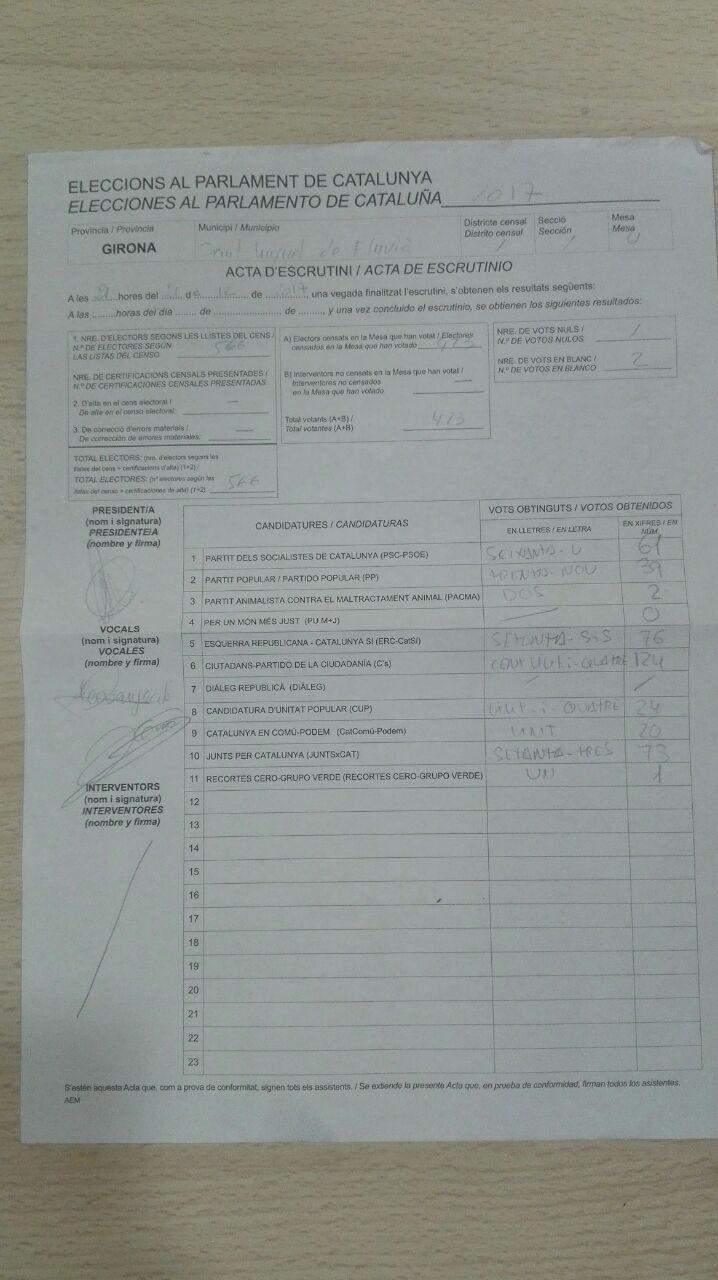 ELECCIONS AL PARLAMENT DE CATALUNYA
ELECCIONES AL PARLAMENTO DE CATALUÑA 2017
Província / Provincia
GIRONA
Municipi / Municipio
Sant Miquel de Fluvià
Districte censal
Distrito censal
1
Secció
Sección
1
Mesa
Mesa
U
ACTA D'ESCRUTINI / ACTA DE ESCRUTINIO
A les 21 hores del 21 de 12 de 2017, una vegada finalitzat l'escrutini, s'obtenen els resultats següents:
A las ........horas del día ....... de .................. de ........, y una vez concluido el escrutinio, se obtienen los siguientes resultados:
1. NRE. D'ELECTORS SEGONS LES LLISTES DEL CENS /
N.º DE ELECTORES SEGÚN
LAS LISTAS DEL CENSO 566
NRE. DE CERTIFICACIONS CENSALS PRESENTADES /
N.º DE CERTIFICACIONES CENSALES PRESENTADAS
2. D'alta en el cens electoral / —
De alta en el censo electoral:
3. De correcció d'errors materials / —
De corrección de errores materiales:
TOTAL ELECTORS: (nre. d'electors segons les
llistes del cens + certificacions d'alta) (1+2) /
TOTAL ELECTORES: (nº electores según las
listas del censo + certificaciones de alta) (1+2) 566
A) Electors censats en la Mesa que han votat / Electores
censados en la Mesa que han votado 423
B) Interventors no censats en la Mesa que han votat /
Interventores no censados
en la Mesa que han votado —
Total votants (A+B) /
Total votantes (A+B) 423
NRE. DE VOTS NULS /
N.º DE VOTOS NULOS 1
NRE. DE VOTS EN BLANC /
N.º DE VOTOS EN BLANCO 2
PRESIDENT/A
(nom i signatura)
PRESIDENTE/A
(nombre y firma)
VOCALS
(nom i signatura)
VOCALES
(nombre y firma)
INTERVENTORS
(nom i signatura)
INTERVENTORES
(nombre y firma)
CANDIDATURES / CANDIDATURAS
VOTS OBTINGUTS / VOTOS OBTENIDOS
EN LLETRES / EN LETRA
EN XIFRES / EN NÚM.
1 PARTIT DELS SOCIALISTES DE CATALUNYA (PSC-PSOE) SEIXANTA-U 61
2 PARTIT POPULAR / PARTIDO POPULAR (PP) TRENTA-NOU 39
3 PARTIT ANIMALISTA CONTRA EL MALTRACTAMENT ANIMAL (PACMA) DOS 2
4 PER UN MÓN MÉS JUST (PU M+J) — 0
5 ESQUERRA REPUBLICANA - CATALUNYA SÍ (ERC-CatSí) SETANTA-SIS 76
6 CIUTADANS-PARTIDO DE LA CIUDADANÍA (C's) CENT VINT-I-QUATRE 124
7 DIÀLEG REPUBLICÀ (DIÀLEG) / /
8 CANDIDATURA D'UNITAT POPULAR (CUP) VINT-I-QUATRE 24
9 CATALUNYA EN COMÚ-PODEM (CatComú-Podem) VINT 20
10 JUNTS PER CATALUNYA (JUNTSxCAT) SETANTA-TRES 73
11 RECORTES CERO-GRUPO VERDE (RECORTES CERO-GRUPO VERDE) UN 1
12
13
14
15
16
17
18
19
20
21
22
23
S'estén aquesta Acta que, com a prova de conformitat, signen tots els assistents. / Se extiende la presente Acta que, en prueba de conformidad, firman todos los asistentes.
AEM